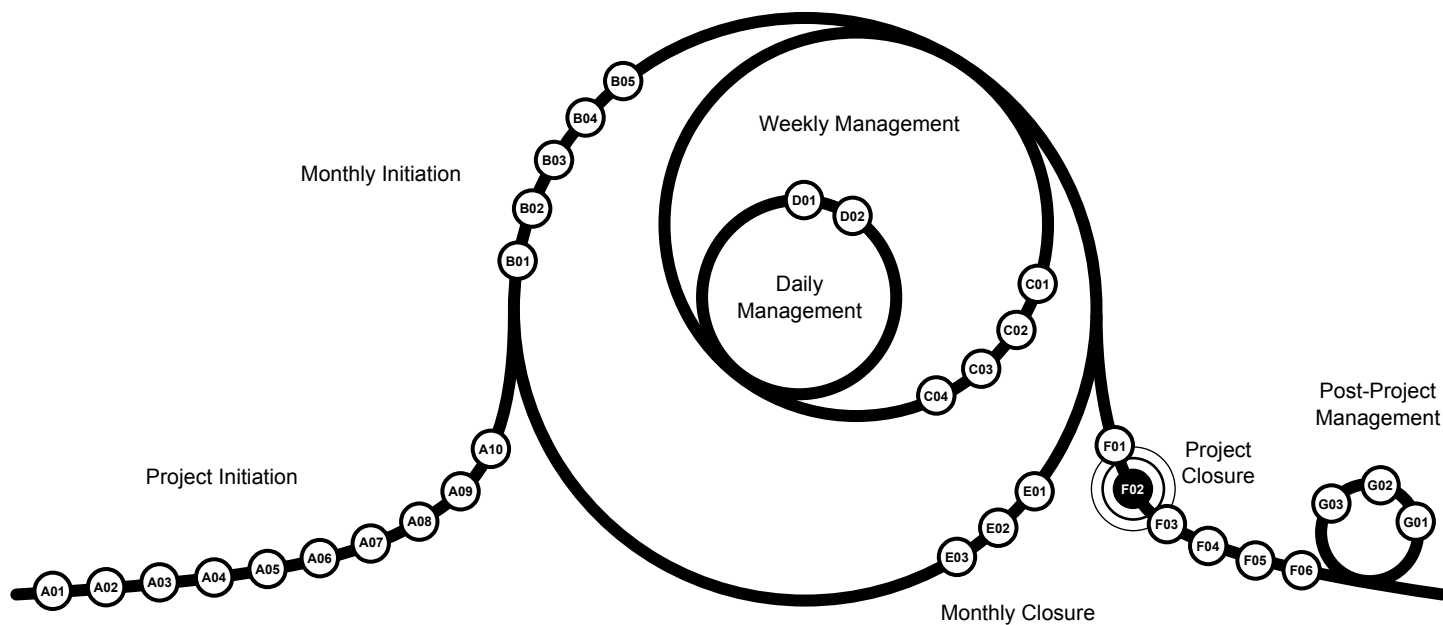 Project Initiation
A01
A02
A03
A04
A05
A06
A07
A08
A09
A10
Monthly Initiation
B01
B02
B03
B04
B05
Weekly Management
C01
C02
C03
C04
Daily
Management
D01
D02
Monthly Closure
E01
E02
E03
Project
Closure
F01
F02
F03
F04
F05
F06
Post-Project
Management
G01
G02
G03